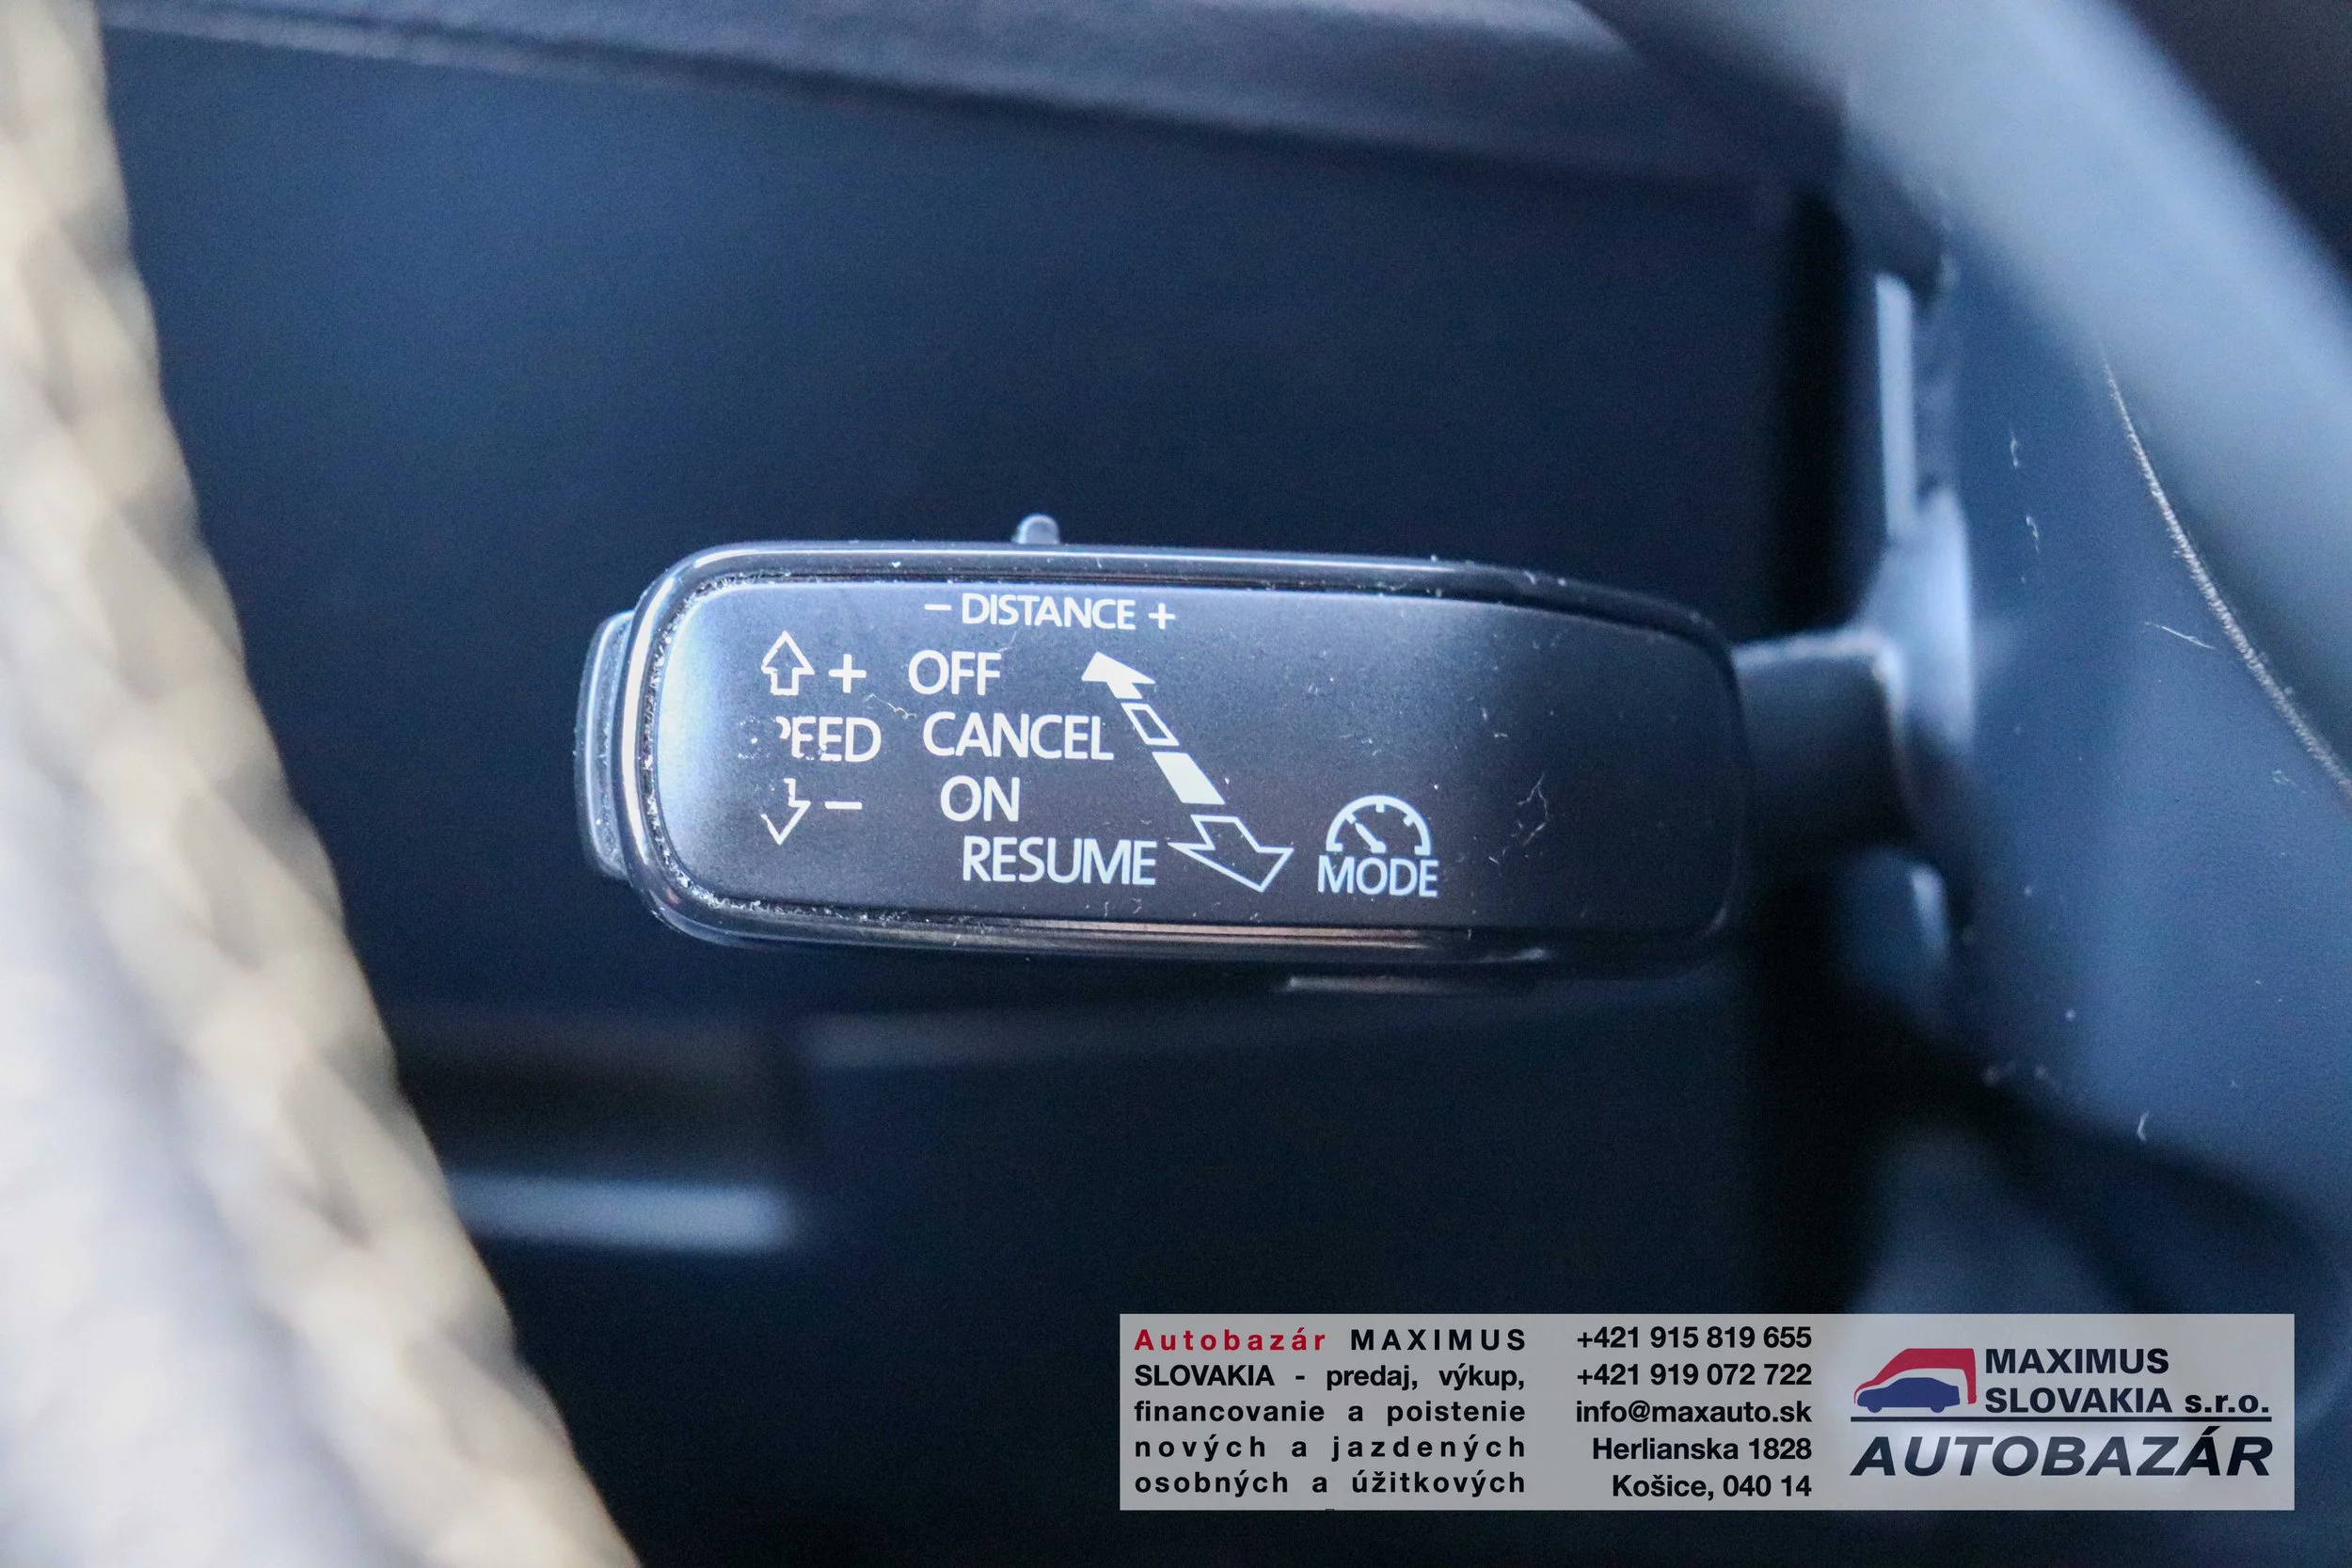 − DISTANCE +
+ OFF
CANCEL
− ON
RESUME
MODE
Autobazár MAXIMUS
SLOVAKIA - predaj, výkup,
financovanie a poistenie
nových a jazdených
osobných a úžitkových
+421 915 819 655
+421 919 072 722
info@maxauto.sk
Herlianska 1828
Košice, 040 14
MAXIMUS
SLOVAKIA s.r.o.
AUTOBAZÁR